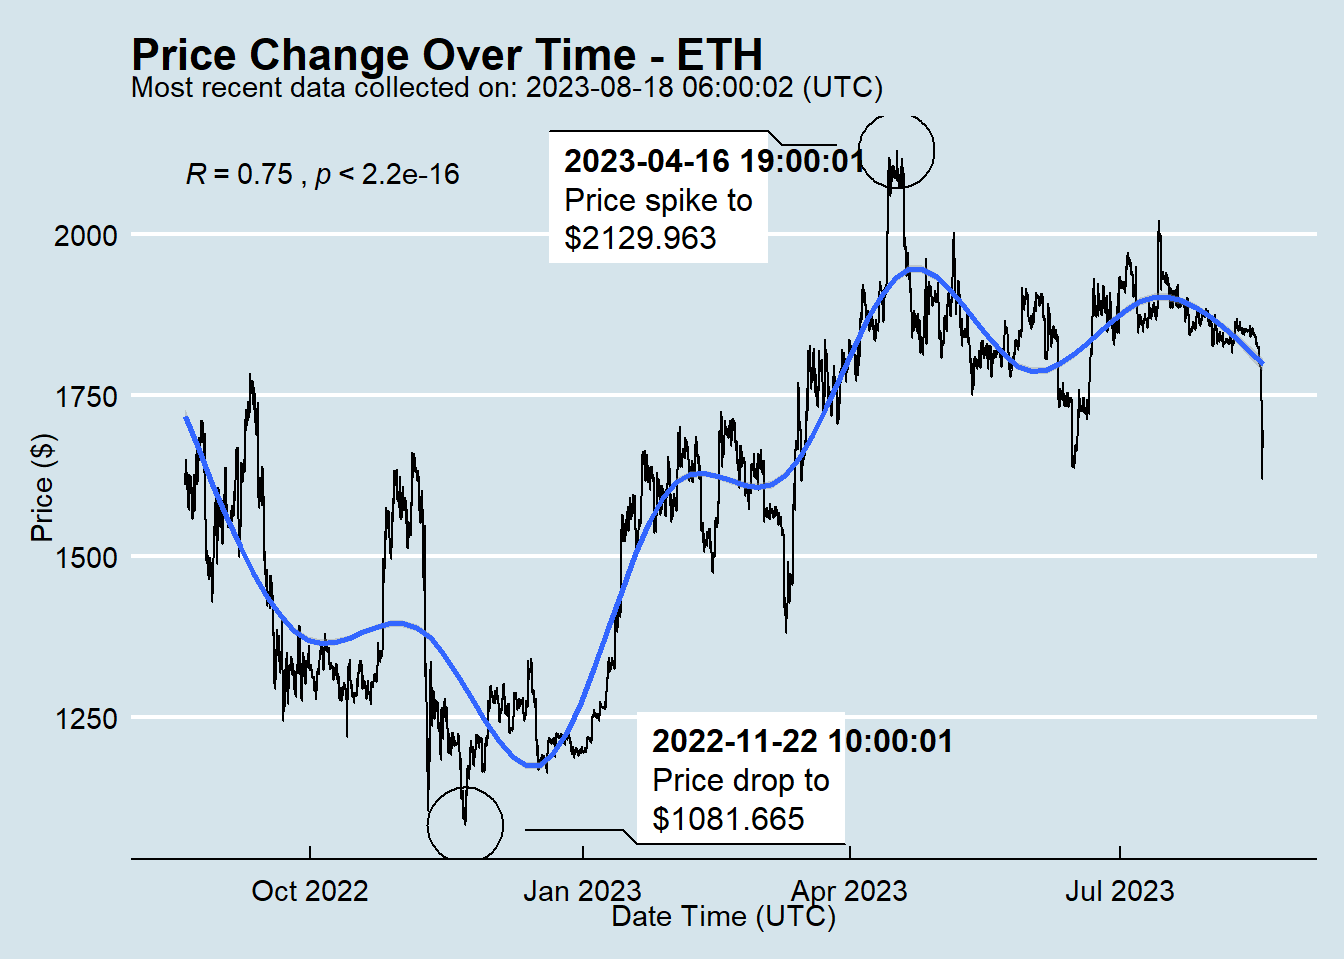 Price Change Over Time - ETH
Most recent data collected on: 2023-08-18 06:00:02 (UTC)
R = 0.75 , p < 2.2e-16
2023-04-16 19:00:01
Price spike to
$2129.963
2000
1750
1500
1250
Price ($)
2022-11-22 10:00:01
Price drop to
$1081.665
Oct 2022
Jan 2023
Apr 2023
Jul 2023
Date Time (UTC)